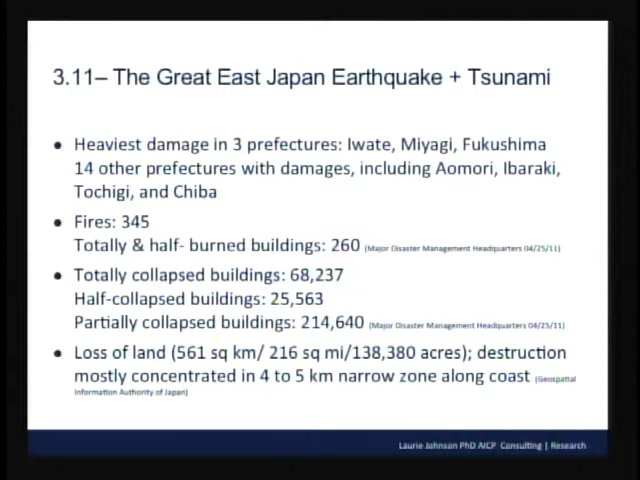 3.11– The Great East Japan Earthquake + Tsunami
● Heaviest damage in 3 prefectures: Iwate, Miyagi, Fukushima
14 other prefectures with damages, including Aomori, Ibaraki,
Tochigi, and Chiba
● Fires: 345
Totally & half- burned buildings: 260 (Major Disaster Management Headquarters 04/25/11)
● Totally collapsed buildings: 68,237
Half-collapsed buildings: 25,563
Partially collapsed buildings: 214,640 (Major Disaster Management Headquarters 04/25/11)
● Loss of land (561 sq km/ 216 sq mi/138,380 acres); destruction
mostly concentrated in 4 to 5 km narrow zone along coast (Geospatial
Information Authority of Japan)
Laurie Johnson PhD AICP Consulting | Research